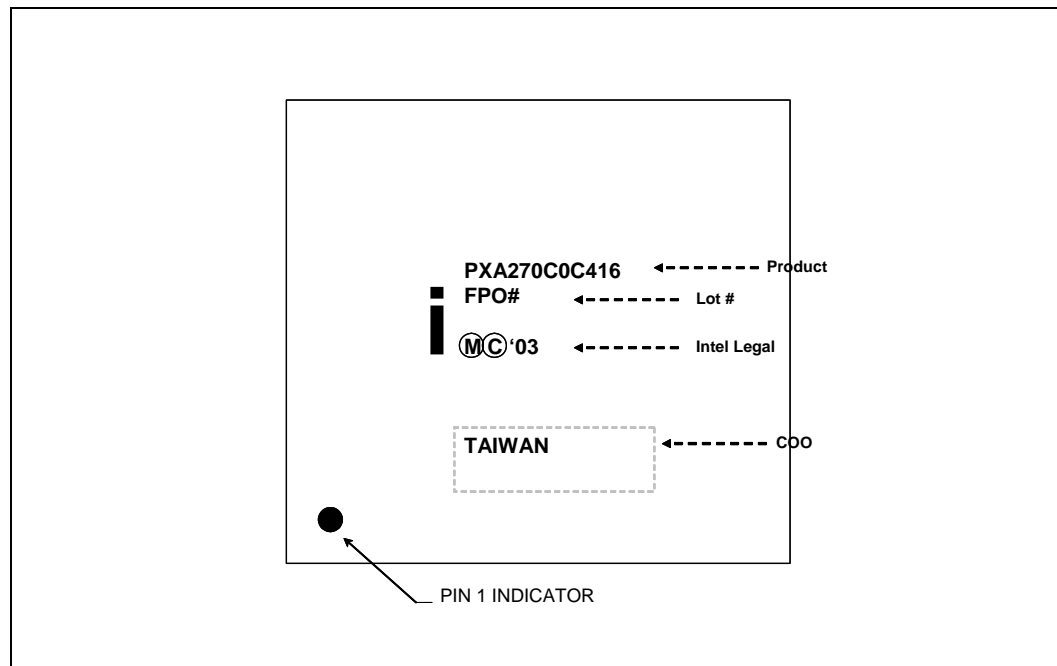 PXA270C0C416 Product
FPO# Lot #
i
MC '03 Intel Legal
TAIWAN COO
PIN 1 INDICATOR